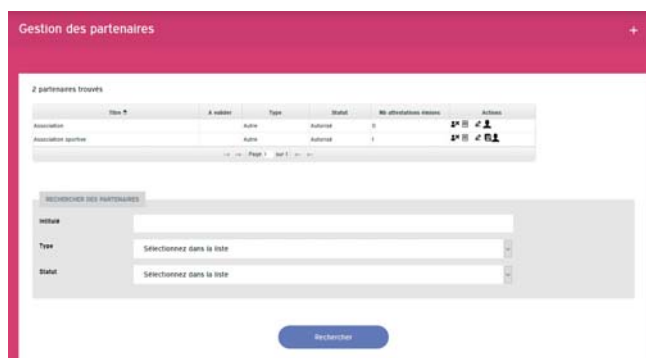 Gestion des partenaires +
2 partenaires trouvés
Titre A valider Type Statut Nb attestations émises Actions
Association Autre Autorisé 0
Association sportive Autre Autorisé 1
Page 1 sur 1
RECHERCHER DES PARTENAIRES
Intitulé
Type Sélectionnez dans la liste
Statut Sélectionnez dans la liste
Rechercher